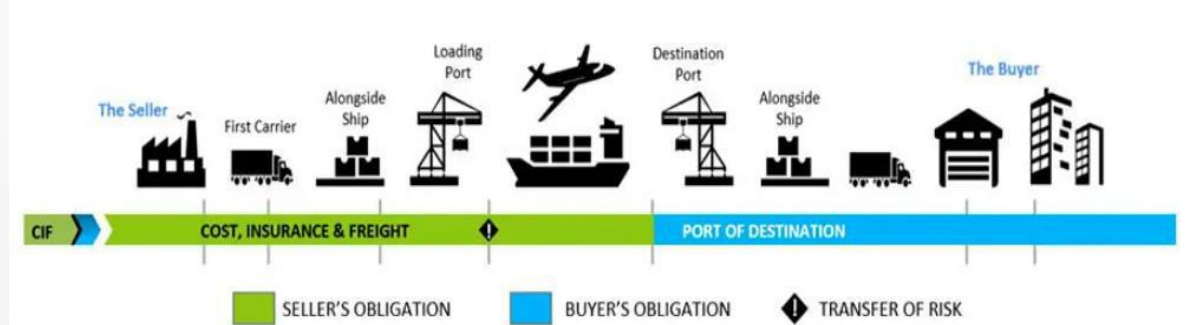 The Seller
First Carrier
Alongside
Ship
Loading
Port
Destination
Port
Alongside
Ship
The Buyer
CIF
COST, INSURANCE & FREIGHT
PORT OF DESTINATION
SELLER'S OBLIGATION
BUYER'S OBLIGATION
TRANSFER OF RISK